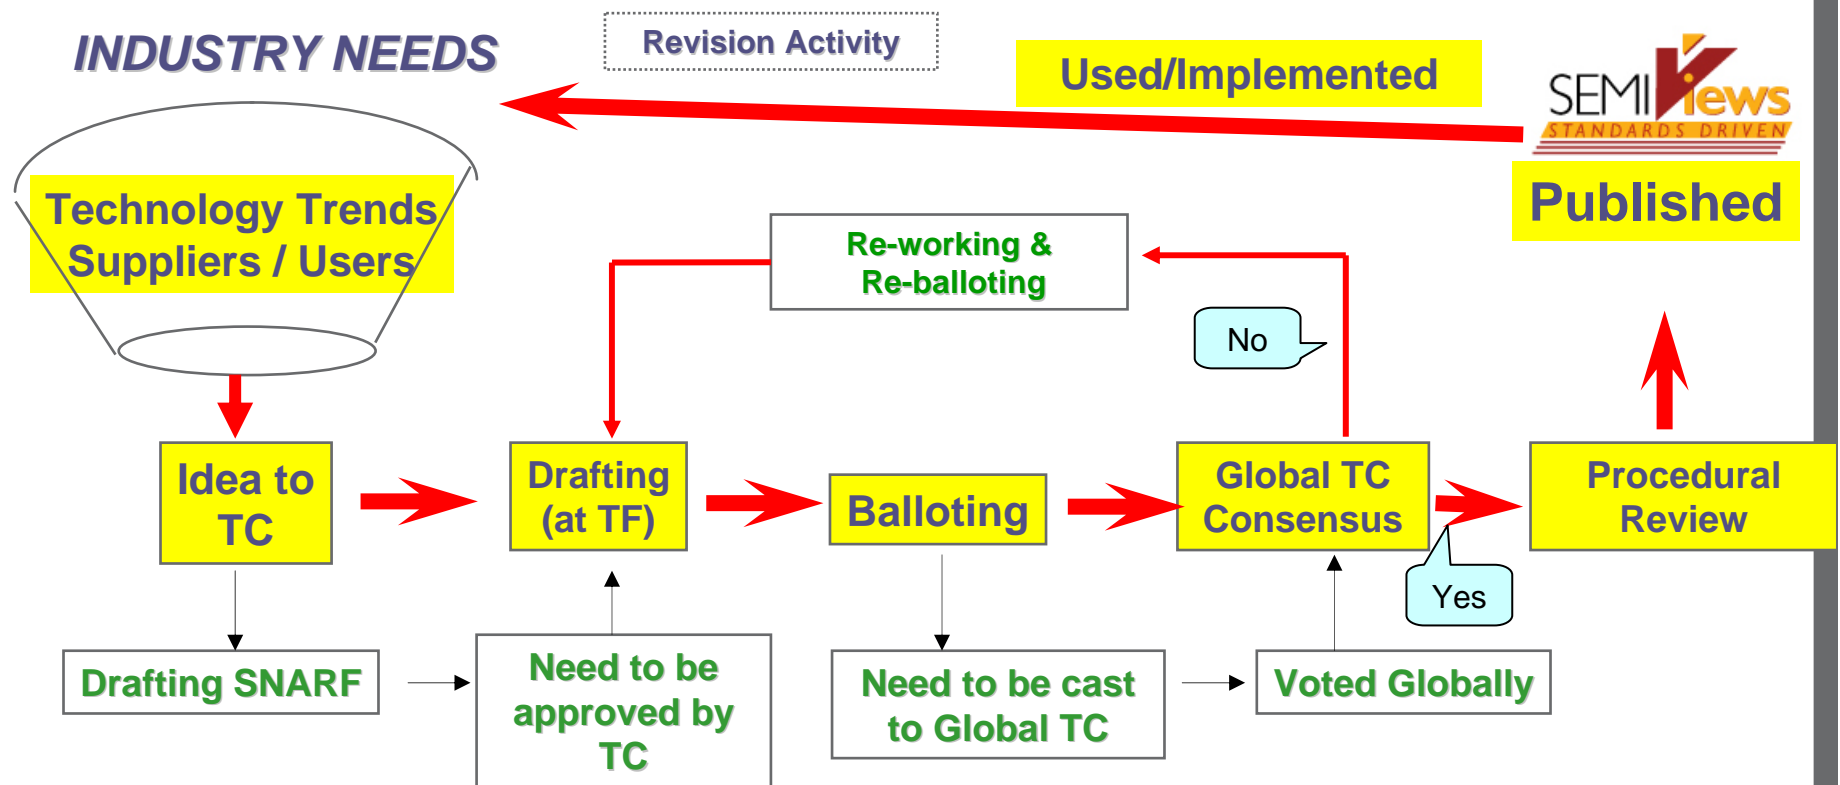 INDUSTRY NEEDS
Revision Activity
Used/Implemented
SEMI Views
STANDARDS DRIVEN
Published
Technology Trends
Suppliers / Users
Re-working &
Re-balloting
No
Idea to
TC
Drafting
(at TF)
Balloting
Global TC
Consensus
Procedural
Review
Yes
Drafting SNARF
Need to be
approved by
TC
Need to be cast
to Global TC
Voted Globally